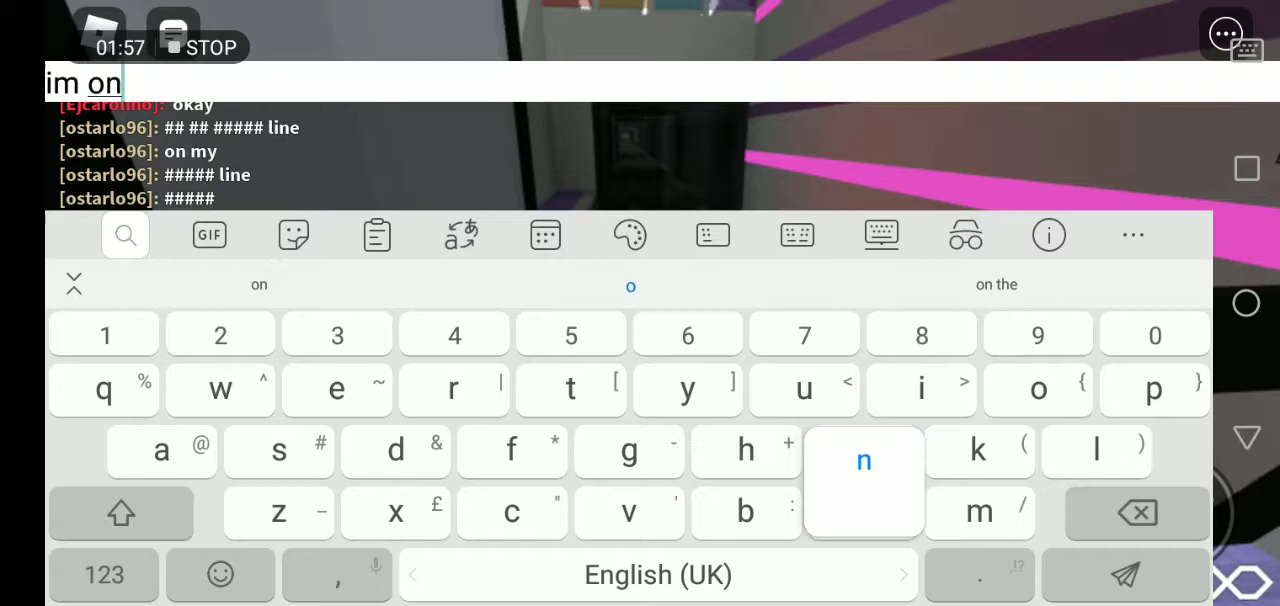 01:57 STOP
im on
[Ejcarolino]: okay
[ostarlo96]: ## ## ##### line
[ostarlo96]: on my
[ostarlo96]: ##### line
[ostarlo96]: #####
GIF
on o on the
1 2 3 4 5 6 7 8 9 0
q % w ^ e ~ r | t [ y ] u < i > o { p }
a @ s # d & f * g - h + n k ( l )
z _ x £ c " v ' b : m /
123 , English (UK) . ,!?